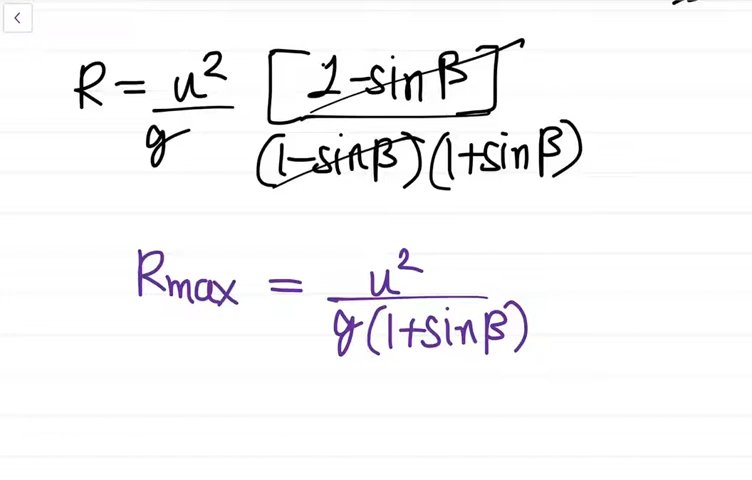 R = u² [1-sinβ]
g (1-sinβ)(1+sinβ)
Rmax = u²
g(1+sinβ)